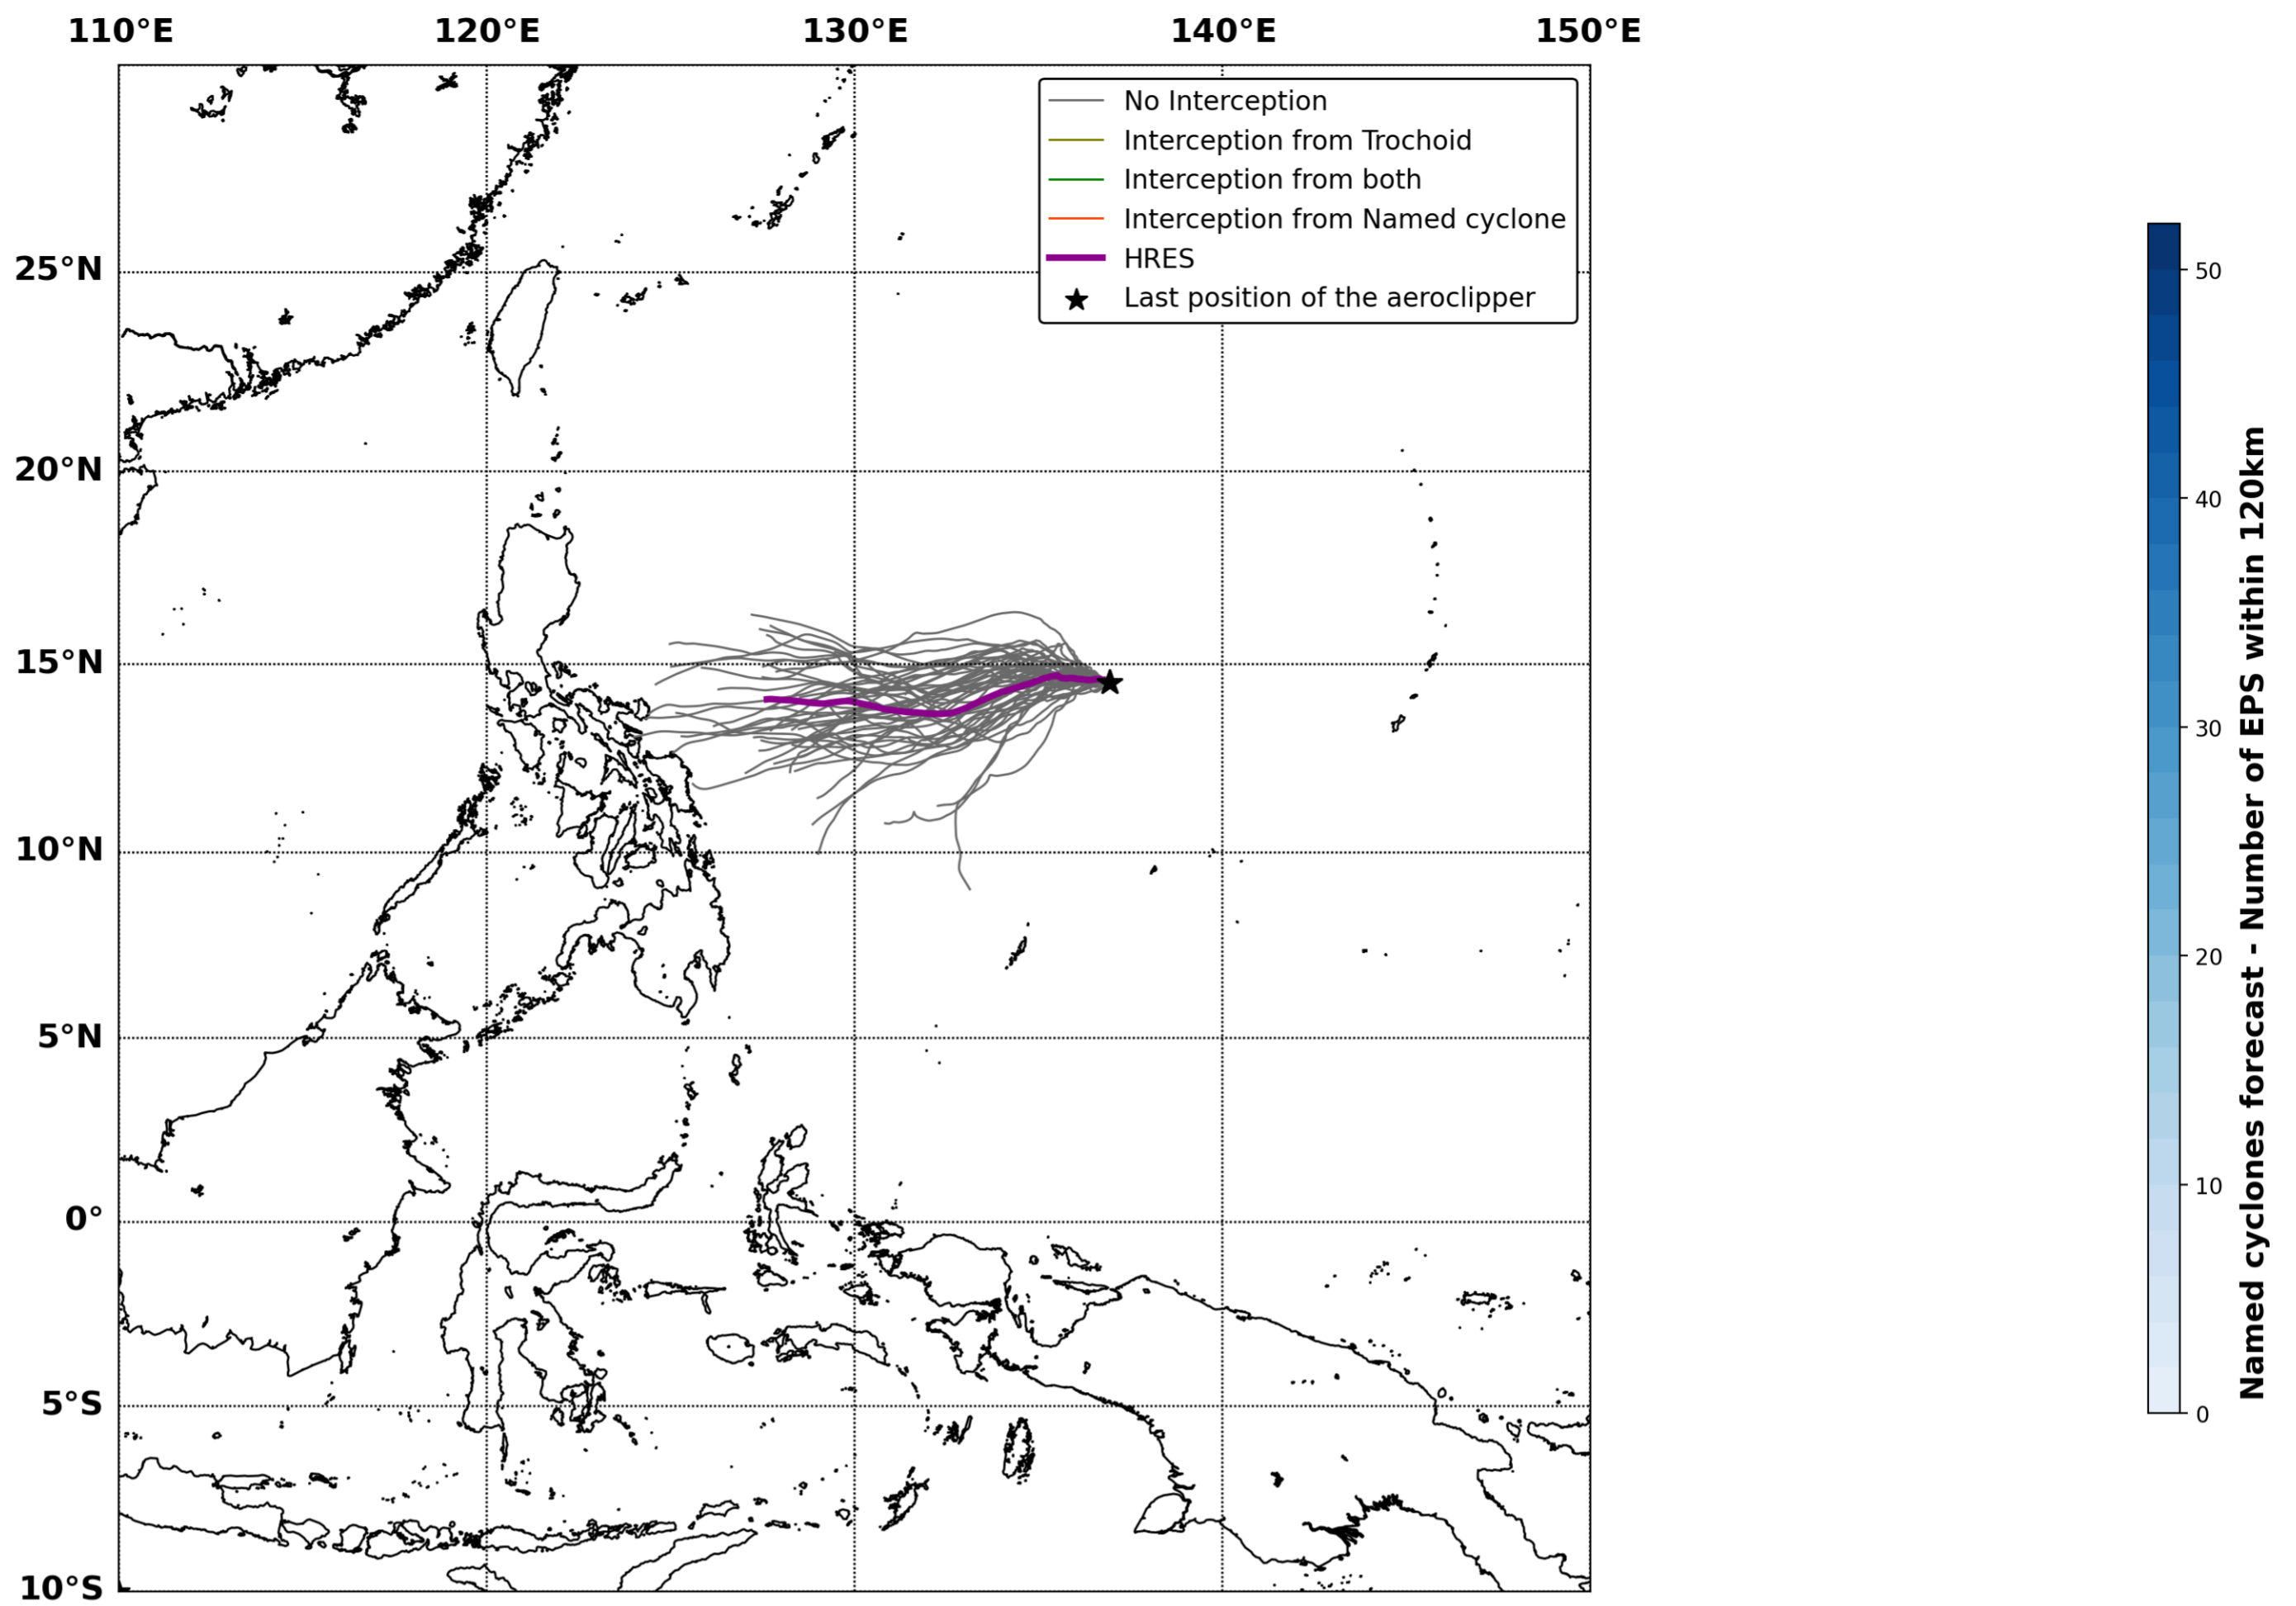 110°E 120°E 130°E 140°E 150°E
No Interception
Interception from Trochoid
Interception from both
Interception from Named cyclone
HRES
Last position of the aeroclipper
25°N
20°N
15°N
10°N
5°N
0°
5°S
10°S
50
40
30
20
10
0
Named cyclones forecast - Number of EPS within 120km